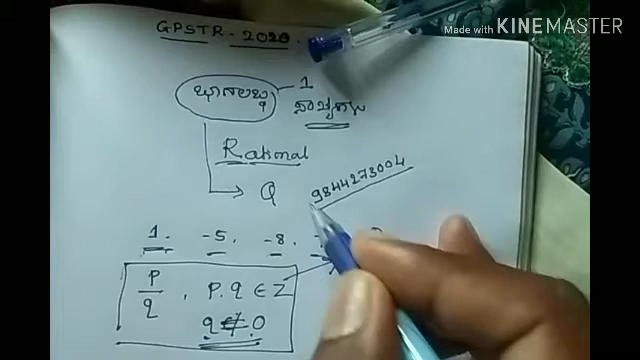 Made with KINEMASTER
GPSTR - 2020.
ಭಾಗಲಬ್ಧ 1
ಸಂಖ್ಯೆಗಳು
Rational
Q 9844273004
1. -5. -8.
P/q , P.q ∈ Z
q ≠ 0